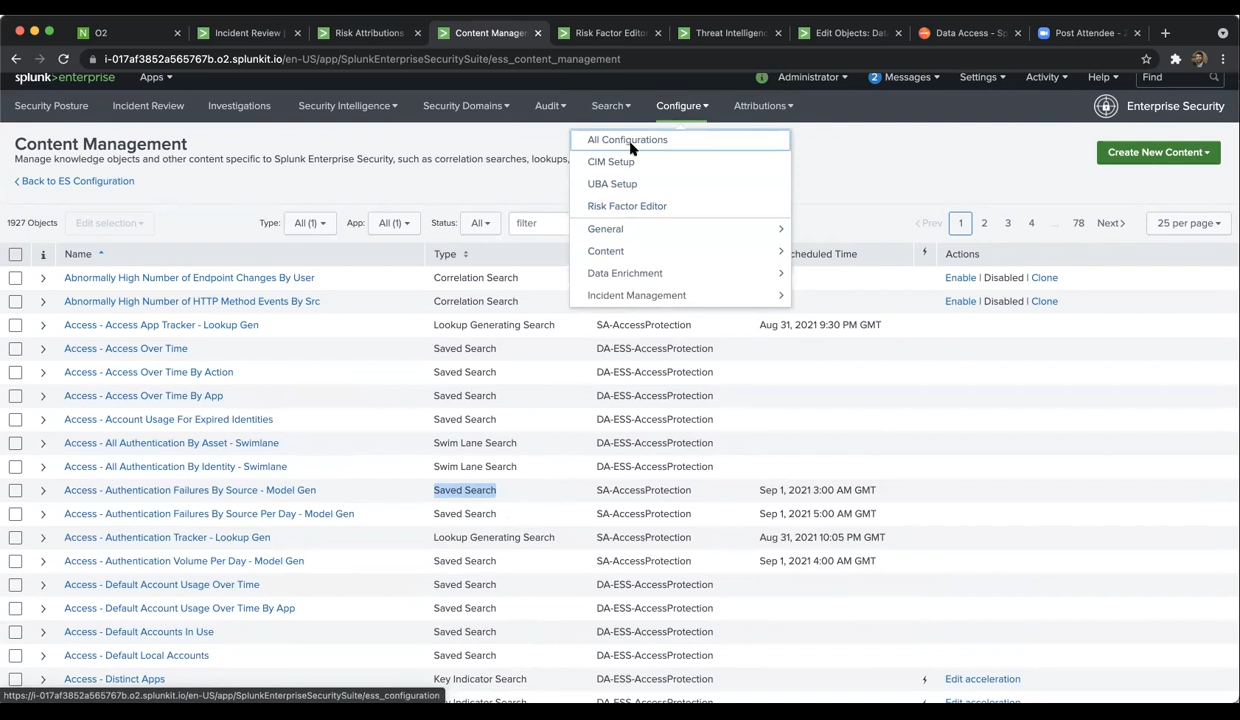 O2
Incident Review |
Risk Attributions
Content Managem
Risk Factor Editor
Threat Intelligenc
Edit Objects: Dat
Data Access - Sp
Post Attendee - Z
i-017af3852a565767b.o2.splunkit.io/en-US/app/SplunkEnterpriseSecuritySuite/ess_content_management
splunk>enterprise Apps
i Administrator 2 Messages Settings Activity Help Find
Security Posture Incident Review Investigations Security Intelligence Security Domains Audit Search Configure Attributions Enterprise Security
Content Management
Manage knowledge objects and other content specific to Splunk Enterprise Security, such as correlation searches, lookups,
Back to ES Configuration
Create New Content
All Configurations
CIM Setup
UBA Setup
Risk Factor Editor
General
Content
Data Enrichment
Incident Management
1927 Objects Edit selection Type: All (1) App: All (1) Status: All filter Prev 1 2 3 4 ... 78 Next 25 per page
i Name Type cheduled Time Actions
Abnormally High Number of Endpoint Changes By User Correlation Search Enable | Disabled | Clone
Abnormally High Number of HTTP Method Events By Src Correlation Search Enable | Disabled | Clone
Access - Access App Tracker - Lookup Gen Lookup Generating Search SA-AccessProtection Aug 31, 2021 9:30 PM GMT
Access - Access Over Time Saved Search DA-ESS-AccessProtection
Access - Access Over Time By Action Saved Search DA-ESS-AccessProtection
Access - Access Over Time By App Saved Search DA-ESS-AccessProtection
Access - Account Usage For Expired Identities Saved Search DA-ESS-AccessProtection
Access - All Authentication By Asset - Swimlane Swim Lane Search DA-ESS-AccessProtection
Access - All Authentication By Identity - Swimlane Swim Lane Search DA-ESS-AccessProtection
Access - Authentication Failures By Source - Model Gen Saved Search SA-AccessProtection Sep 1, 2021 3:00 AM GMT
Access - Authentication Failures By Source Per Day - Model Gen Saved Search SA-AccessProtection Sep 1, 2021 5:00 AM GMT
Access - Authentication Tracker - Lookup Gen Lookup Generating Search SA-AccessProtection Aug 31, 2021 10:05 PM GMT
Access - Authentication Volume Per Day - Model Gen Saved Search SA-AccessProtection Sep 1, 2021 4:00 AM GMT
Access - Default Account Usage Over Time Saved Search DA-ESS-AccessProtection
Access - Default Account Usage Over Time By App Saved Search DA-ESS-AccessProtection
Access - Default Accounts In Use Saved Search DA-ESS-AccessProtection
Access - Default Local Accounts Saved Search DA-ESS-AccessProtection
Access - Distinct Apps Key Indicator Search DA-ESS-AccessProtection Edit acceleration
https://i-017af3852a565767b.o2.splunkit.io/en-US/app/SplunkEnterpriseSecuritySuite/ess_configuration